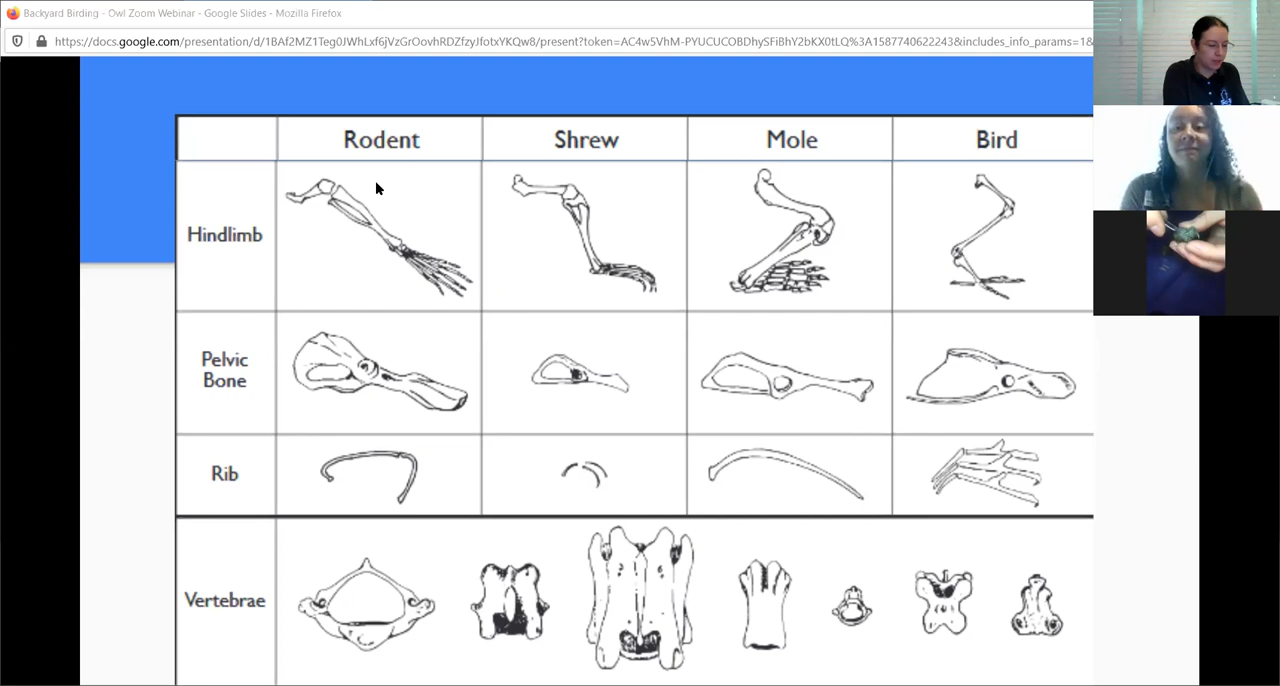 Backyard Birding - Owl Zoom Webinar - Google Slides - Mozilla Firefox
https://docs.google.com/presentation/d/1BAf2MZ1Teg0JWhLxf6jVzGrOovhRDZfzyJfotxYKQw8/present?token=AC4w5VhM-PYUCUCOBDhySFiBhY2bKX0tLQ%3A1587740622243&includes_info_params=1&
Rodent Shrew Mole Bird
Hindlimb
Pelvic
Bone
Rib
Vertebrae